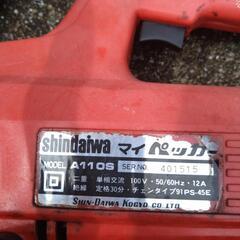 shindaiwa マイペッカー
MODEL A110S SER NO. 401515
二重 単相交流 100V・50/60Hz・12A
絶縁 定格30分・チェンタイプ91PS-45E
SHIN-DAIWA KOGYO CO LTD.